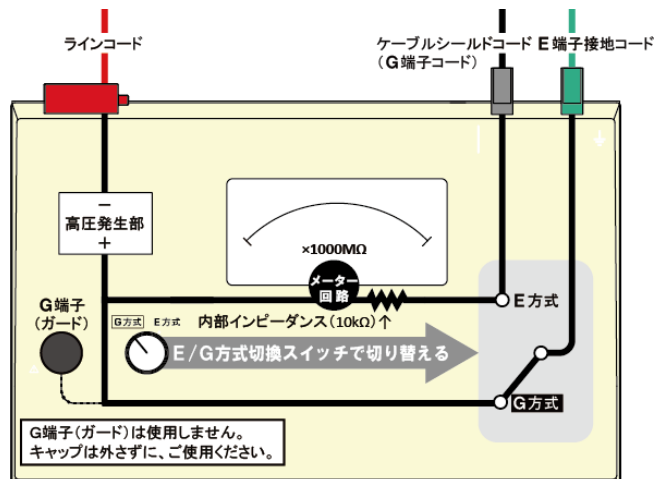 ラインコード
ケーブルシールドコード
(G端子コード)
E端子接地コード
−
高圧発生部
+
×1000MΩ
メーター
回路
E方式
G端子
(ガード)
G方式 E方式
内部インピーダンス(10kΩ)↑
E/G方式切換スイッチで切り替える
G方式
G端子(ガード)は使用しません。
キャップは外さずに、ご使用ください。